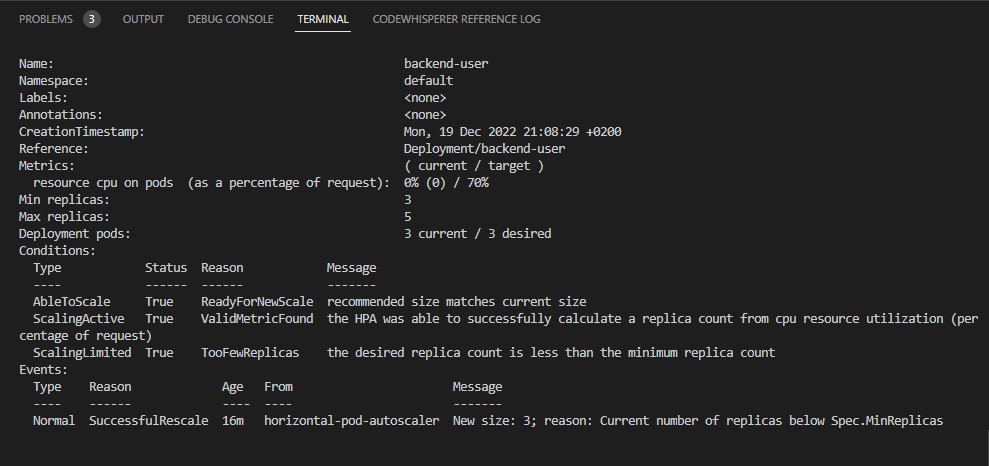 PROBLEMS 3 OUTPUT DEBUG CONSOLE TERMINAL CODEWHISPERER REFERENCE LOG
Name: backend-user
Namespace: default
Labels: <none>
Annotations: <none>
CreationTimestamp: Mon, 19 Dec 2022 21:08:29 +0200
Reference: Deployment/backend-user
Metrics: ( current / target )
resource cpu on pods (as a percentage of request): 0% (0) / 70%
Min replicas: 3
Max replicas: 5
Deployment pods: 3 current / 3 desired
Conditions:
Type Status Reason Message
---- ------ ------ -------
AbleToScale True ReadyForNewScale recommended size matches current size
ScalingActive True ValidMetricFound the HPA was able to successfully calculate a replica count from cpu resource utilization (per
centage of request)
ScalingLimited True TooFewReplicas the desired replica count is less than the minimum replica count
Events:
Type Reason Age From Message
---- ------ ---- ---- -------
Normal SuccessfulRescale 16m horizontal-pod-autoscaler New size: 3; reason: Current number of replicas below Spec.MinReplicas